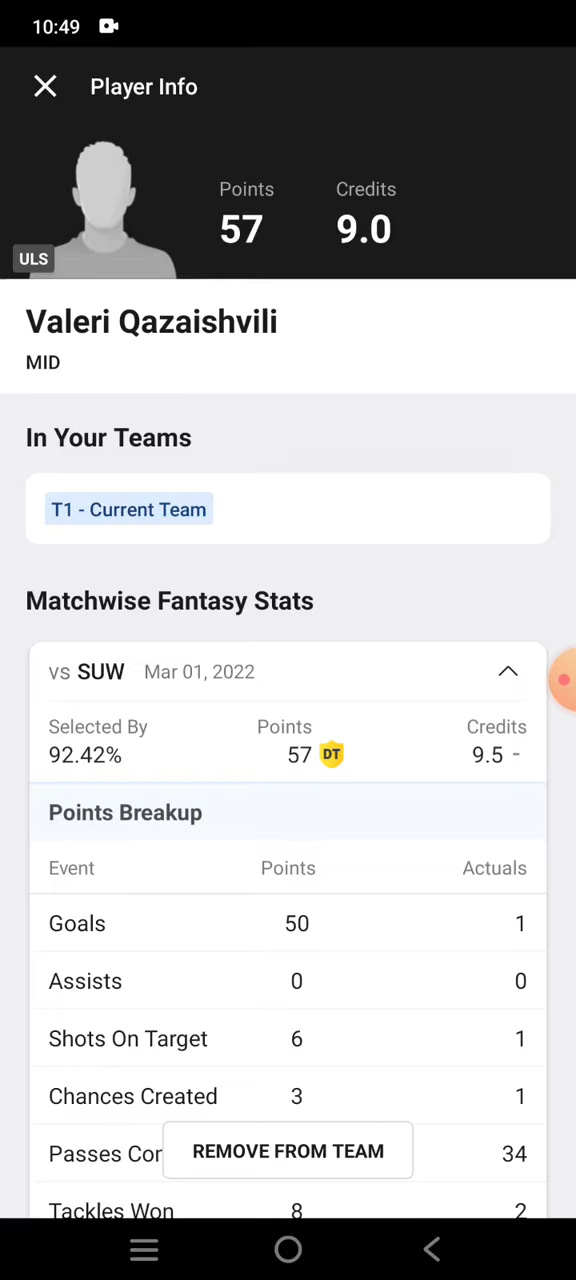 10:49
Player Info
Points Credits
57 9.0
ULS
Valeri Qazaishvili
MID
In Your Teams
T1 - Current Team
Matchwise Fantasy Stats
vs SUW Mar 01, 2022
Selected By Points Credits
92.42% 57 DT 9.5 -
Points Breakup
Event Points Actuals
Goals 50 1
Assists 0 0
Shots On Target 6 1
Chances Created 3 1
Passes 34
REMOVE FROM TEAM
Tackles Won 8 2